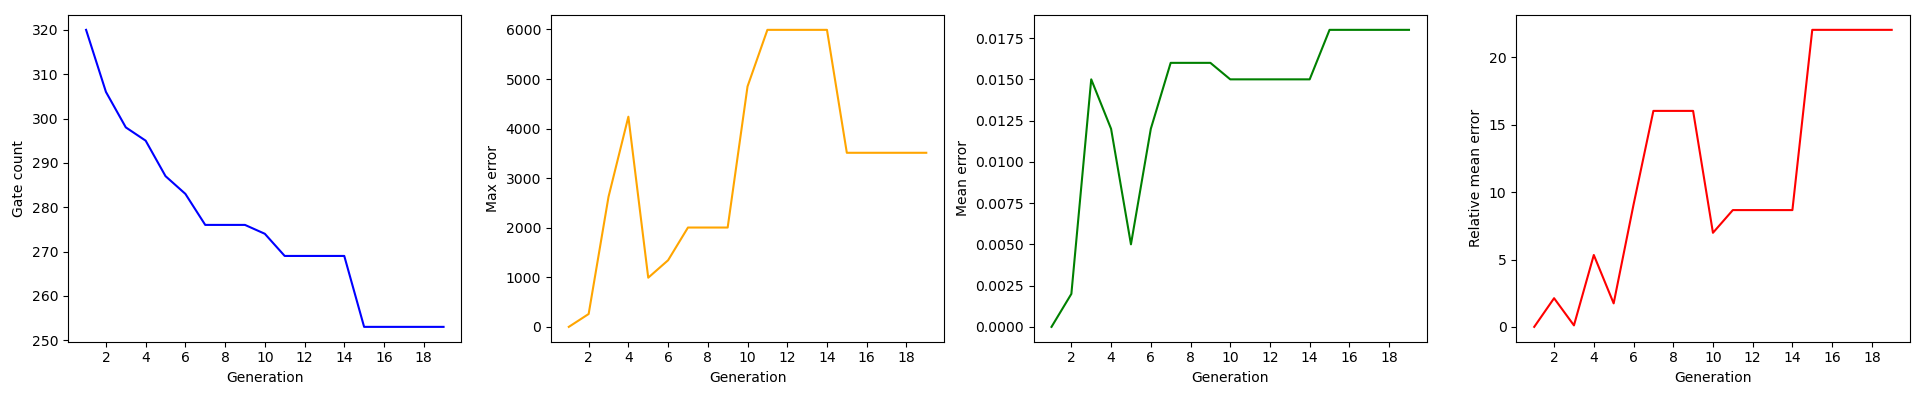 320
310
300
290
280
270
260
250
2 4 6 8 10 12 14 16 18
Generation
Gate count
6000
5000
4000
3000
2000
1000
0
2 4 6 8 10 12 14 16 18
Generation
Max error
0.0175
0.0150
0.0125
0.0100
0.0075
0.0050
0.0025
0.0000
2 4 6 8 10 12 14 16 18
Generation
Mean error
20
15
10
5
0
2 4 6 8 10 12 14 16 18
Generation
Relative mean error